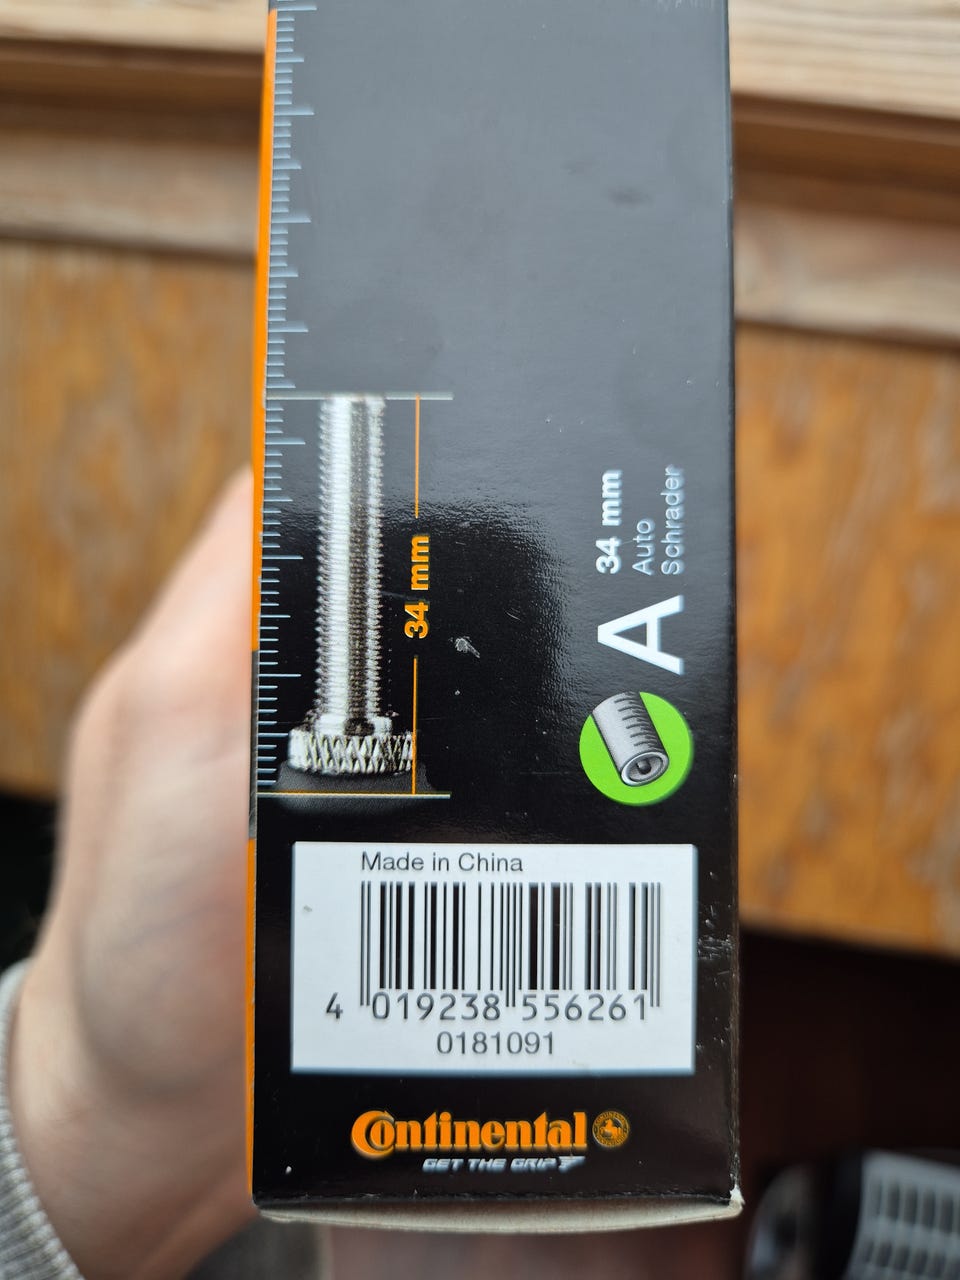 34 mm
A
34 mm
Auto
Schrader
Made in China
4 019238 556261
0181091
Continental
GET THE GRIP